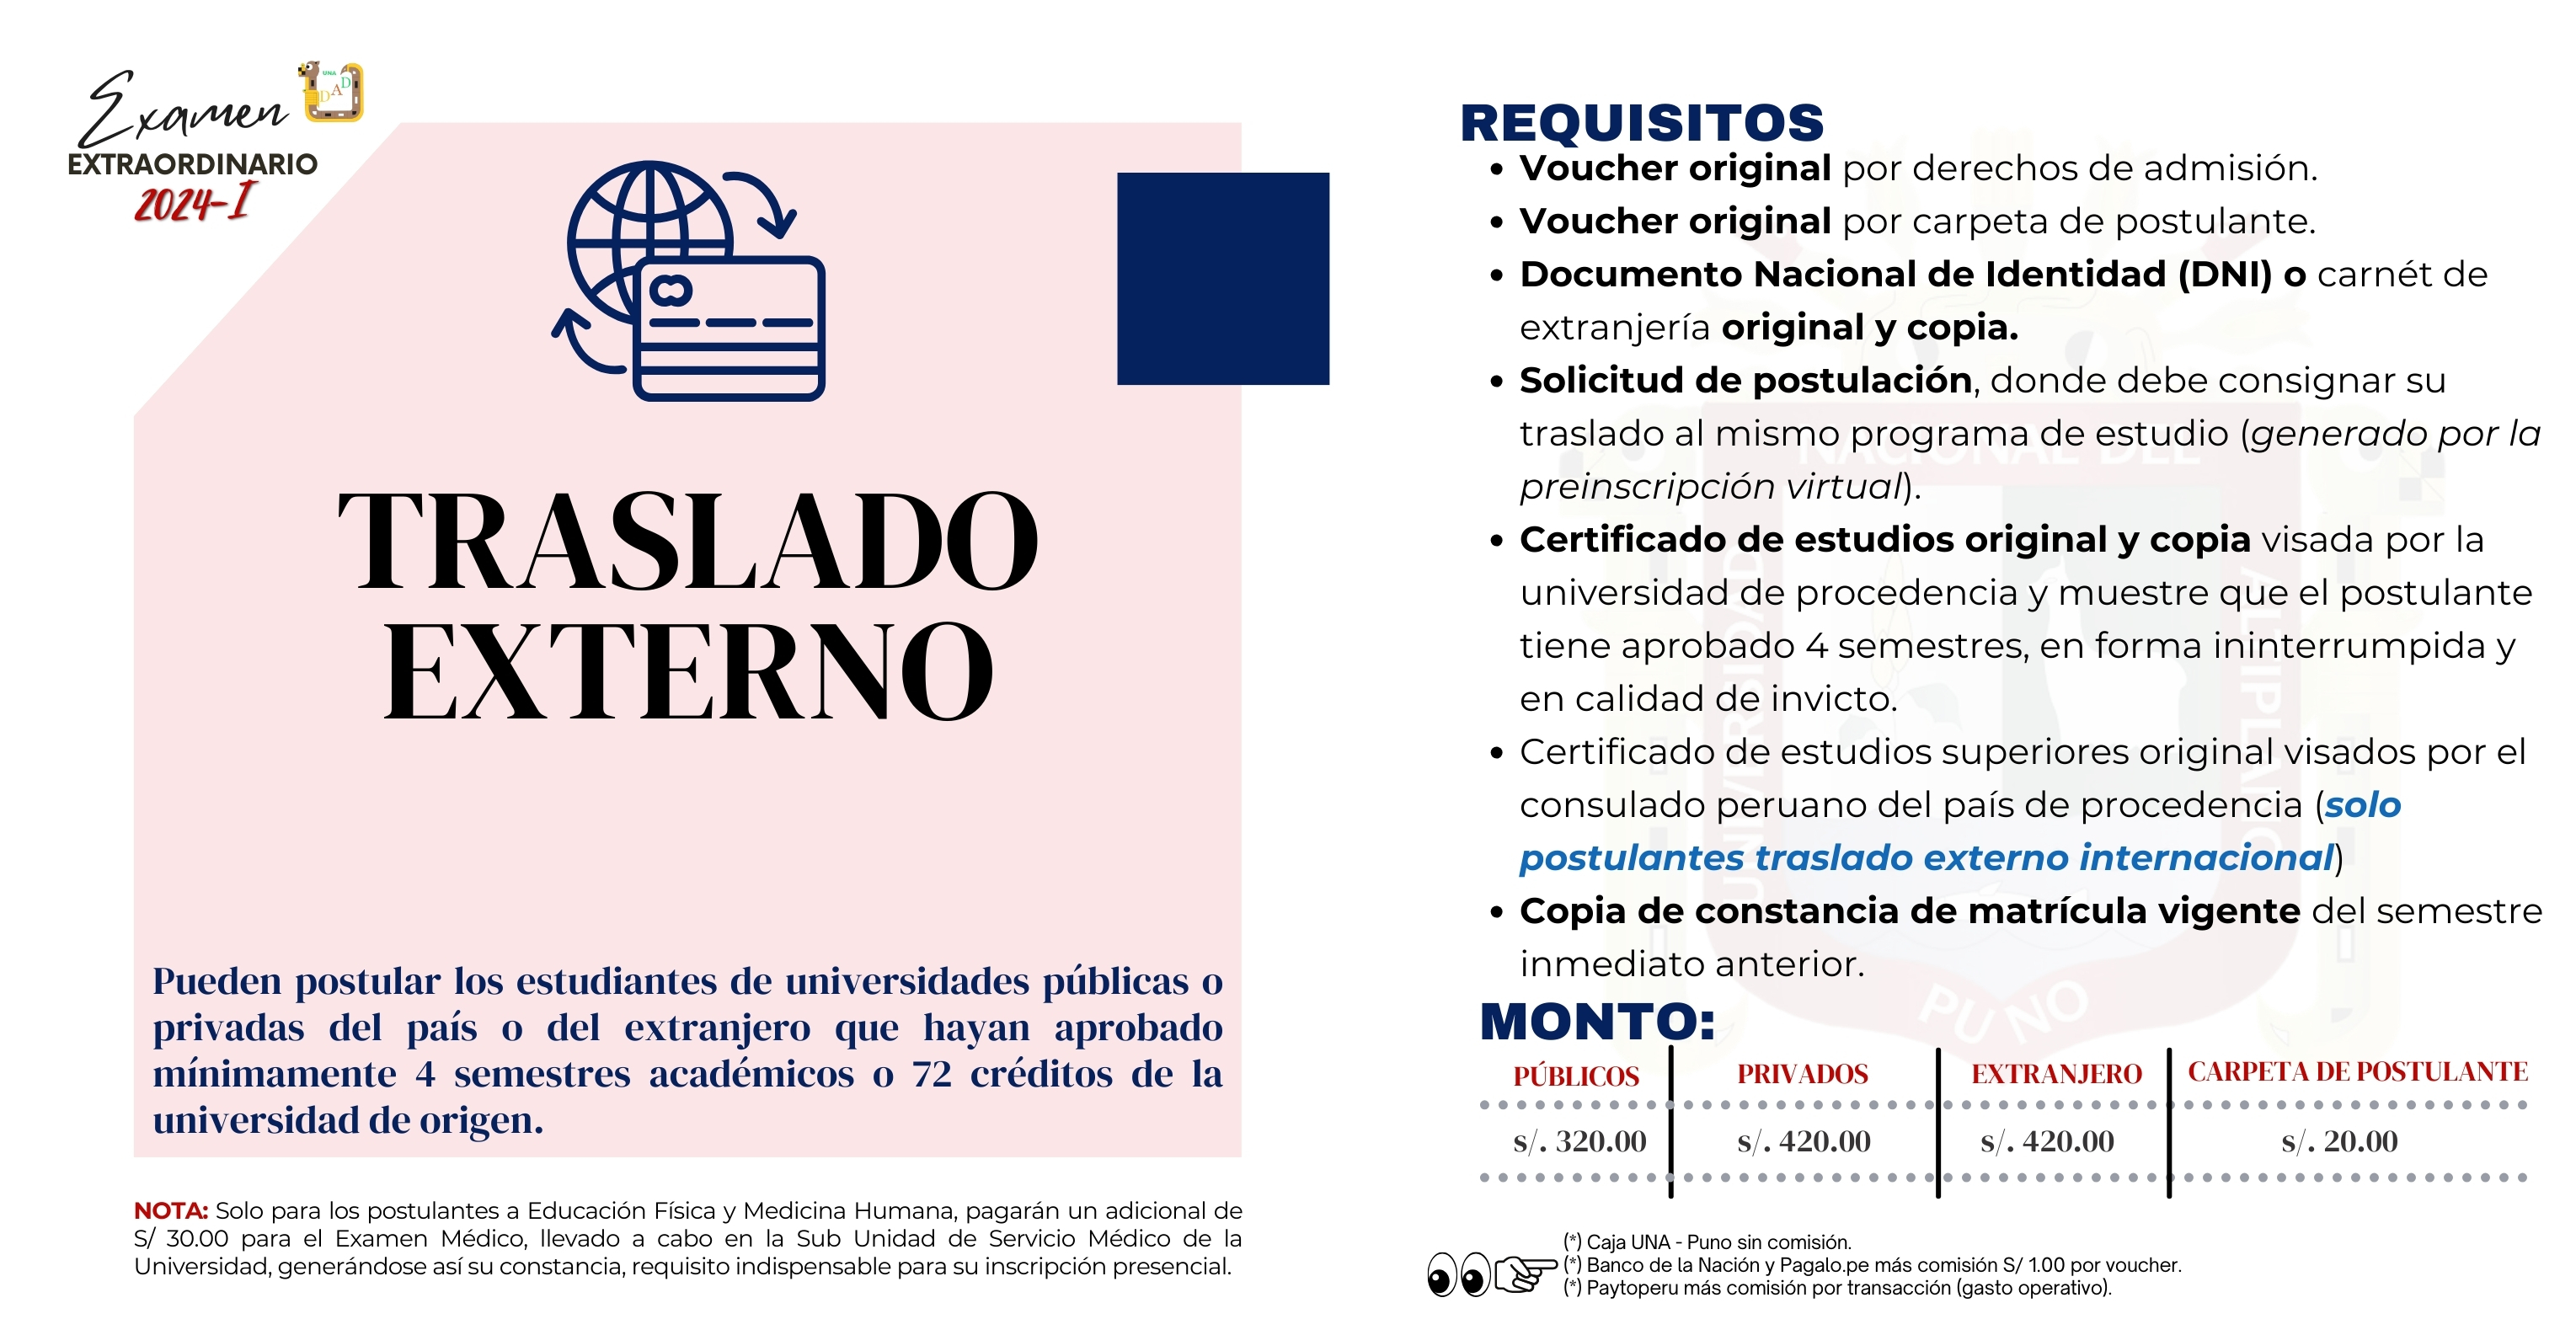 Examen
EXTRAORDINARIO
2024-I
UNA
DAD
TRASLADO
EXTERNO
Pueden postular los estudiantes de universidades públicas o
privadas del país o del extranjero que hayan aprobado
mínimamente 4 semestres académicos o 72 créditos de la
universidad de origen.
NOTA: Solo para los postulantes a Educación Física y Medicina Humana, pagarán un adicional de
S/ 30.00 para el Examen Médico, llevado a cabo en la Sub Unidad de Servicio Médico de la
Universidad, generándose así su constancia, requisito indispensable para su inscripción presencial.
REQUISITOS
• Voucher original por derechos de admisión.
• Voucher original por carpeta de postulante.
• Documento Nacional de Identidad (DNI) o carnét de
extranjería original y copia.
• Solicitud de postulación, donde debe consignar su
traslado al mismo programa de estudio (generado por la
preinscripción virtual).
• Certificado de estudios original y copia visada por la
universidad de procedencia y muestre que el postulante
tiene aprobado 4 semestres, en forma ininterrumpida y
en calidad de invicto.
• Certificado de estudios superiores original visados por el
consulado peruano del país de procedencia (solo
postulantes traslado externo internacional)
• Copia de constancia de matrícula vigente del semestre
inmediato anterior.
MONTO:
PÚBLICOS PRIVADOS EXTRANJERO CARPETA DE POSTULANTE
s/. 320.00 s/. 420.00 s/. 420.00 s/. 20.00
(*) Caja UNA - Puno sin comisión.
(*) Banco de la Nación y Pagalo.pe más comisión S/ 1.00 por voucher.
(*) Paytoperu más comisión por transacción (gasto operativo).
UNIVERSIDAD
NACIONAL DEL
ALTIPLANO
PUNO